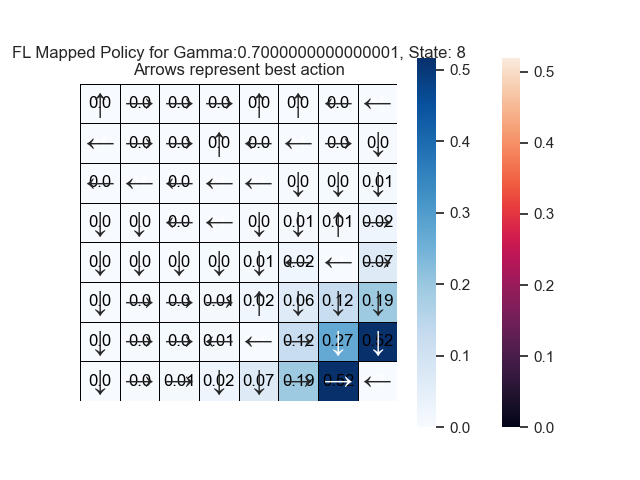 FL Mapped Policy for Gamma:0.7000000000000001, State: 8
Arrows represent best action
0.0 0.0 0.0 0.0 0.0 0.0 0.0 ←
← 0.0 0.0 0.0 0.0 ← 0.0 0.0
0.0 ← 0.0 ← ← 0.0 0.0 0.01
0.0 0.0 0.0 ← 0.0 0.01 0.01 0.02
0.0 0.0 0.0 0.0 0.01 0.02 ← 0.07
0.0 0.0 0.0 0.01 0.02 0.06 0.12 0.19
0.0 0.0 0.0 0.01 ← 0.12 0.27 0.52
0.0 0.0 0.01 0.02 0.07 0.19 0.52 ←
0.5
0.4
0.3
0.2
0.1
0.0
0.5
0.4
0.3
0.2
0.1
0.0